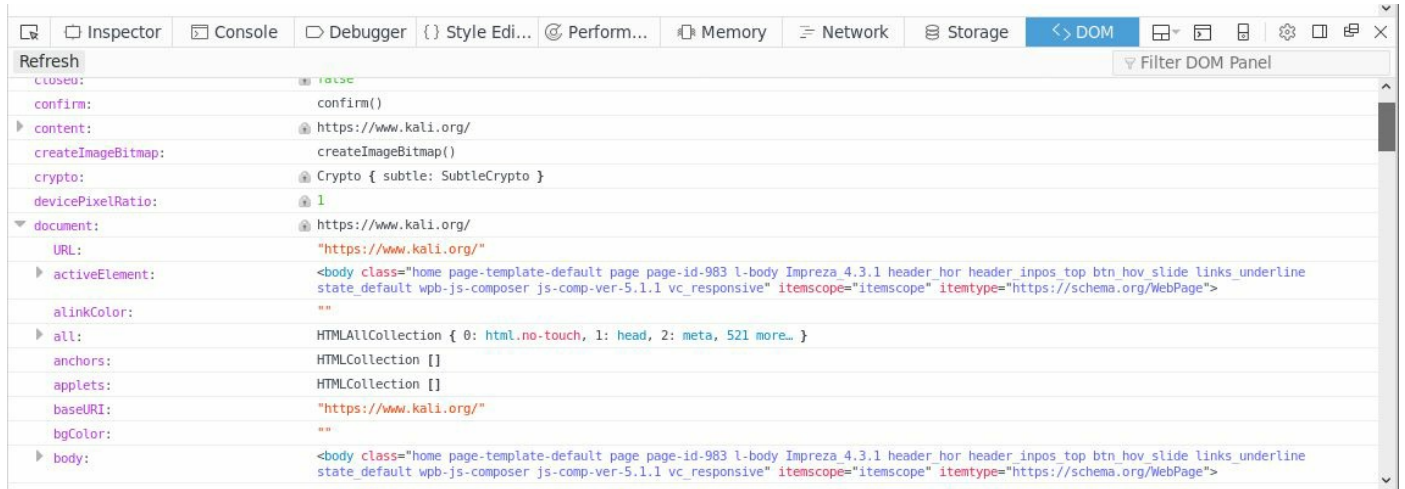 Inspector Console Debugger { } Style Edi... Perform... Memory Network Storage DOM
Refresh Filter DOM Panel
closed: false
confirm: confirm()
content: https://www.kali.org/
createImageBitmap: createImageBitmap()
crypto: Crypto { subtle: SubtleCrypto }
devicePixelRatio: 1
document: https://www.kali.org/
URL: "https://www.kali.org/"
activeElement: <body class="home page-template-default page page-id-983 l-body Impreza_4.3.1 header_hor header_inpos_top btn_hov_slide links_underline
state_default wpb-js-composer js-comp-ver-5.1.1 vc_responsive" itemscope="itemscope" itemtype="https://schema.org/WebPage">
alinkColor: ""
all: HTMLAllCollection { 0: html.no-touch, 1: head, 2: meta, 521 more… }
anchors: HTMLCollection []
applets: HTMLCollection []
baseURI: "https://www.kali.org/"
bgColor: ""
body: <body class="home page-template-default page page-id-983 l-body Impreza_4.3.1 header_hor header_inpos_top btn_hov_slide links_underline
state_default wpb-js-composer js-comp-ver-5.1.1 vc_responsive" itemscope="itemscope" itemtype="https://schema.org/WebPage">